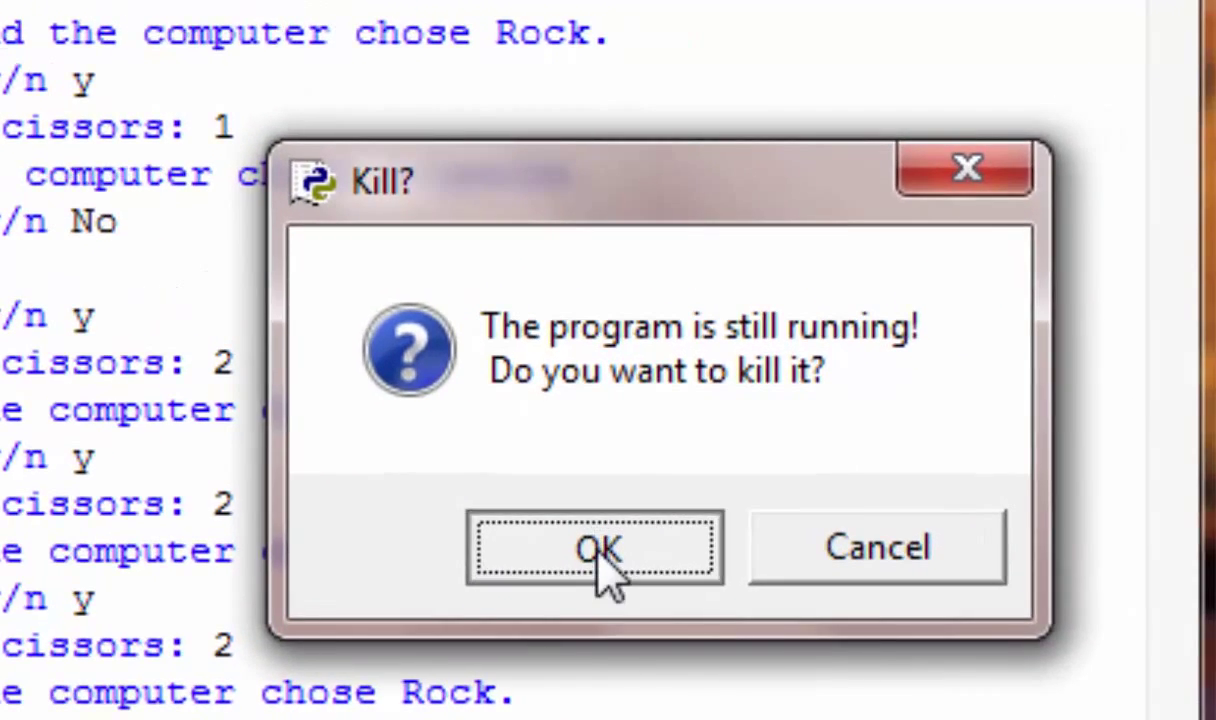 d the computer chose Rock.
/n y
cissors: 1
computer c
/n No
/n y
cissors: 2
e computer
/n y
cissors: 2
e computer
/n y
cissors: 2
e computer chose Rock.
Kill?
The program is still running!
Do you want to kill it?
OK
Cancel